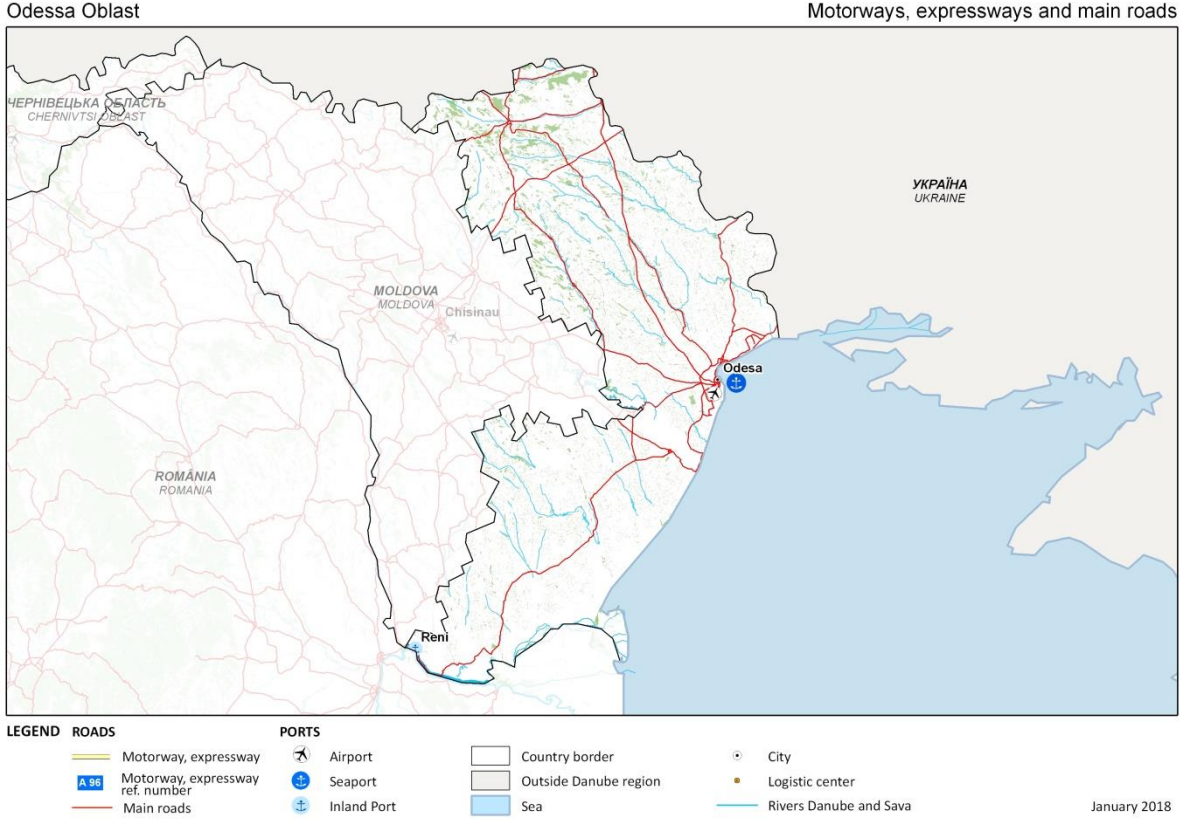 Odessa Oblast
Motorways, expressways and main roads
ЧЕРНІВЕЦЬКА ОБЛАСТЬ
CHERNIVTSI OBLAST
УКРАЇНА
UKRAINE
MOLDOVA
MOLDOVA
Chisinau
Odesa
ROMÂNIA
ROMANIA
Reni
LEGEND
ROADS
Motorway, expressway
A 96
Motorway, expressway
ref. number
Main roads
PORTS
Airport
Seaport
Inland Port
Country border
Outside Danube region
Sea
City
Logistic center
Rivers Danube and Sava
January 2018